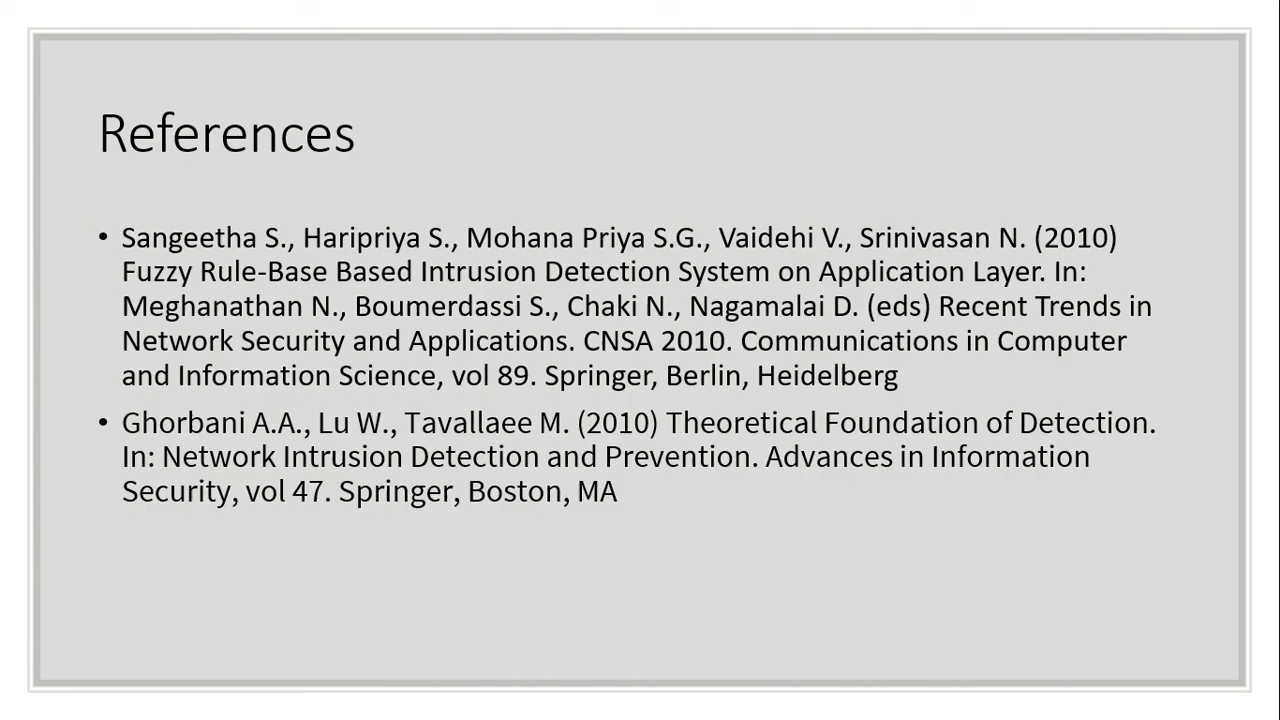 References
• Sangeetha S., Haripriya S., Mohana Priya S.G., Vaidehi V., Srinivasan N. (2010)
Fuzzy Rule-Base Based Intrusion Detection System on Application Layer. In:
Meghanathan N., Boumerdassi S., Chaki N., Nagamalai D. (eds) Recent Trends in
Network Security and Applications. CNSA 2010. Communications in Computer
and Information Science, vol 89. Springer, Berlin, Heidelberg
• Ghorbani A.A., Lu W., Tavallaee M. (2010) Theoretical Foundation of Detection.
In: Network Intrusion Detection and Prevention. Advances in Information
Security, vol 47. Springer, Boston, MA